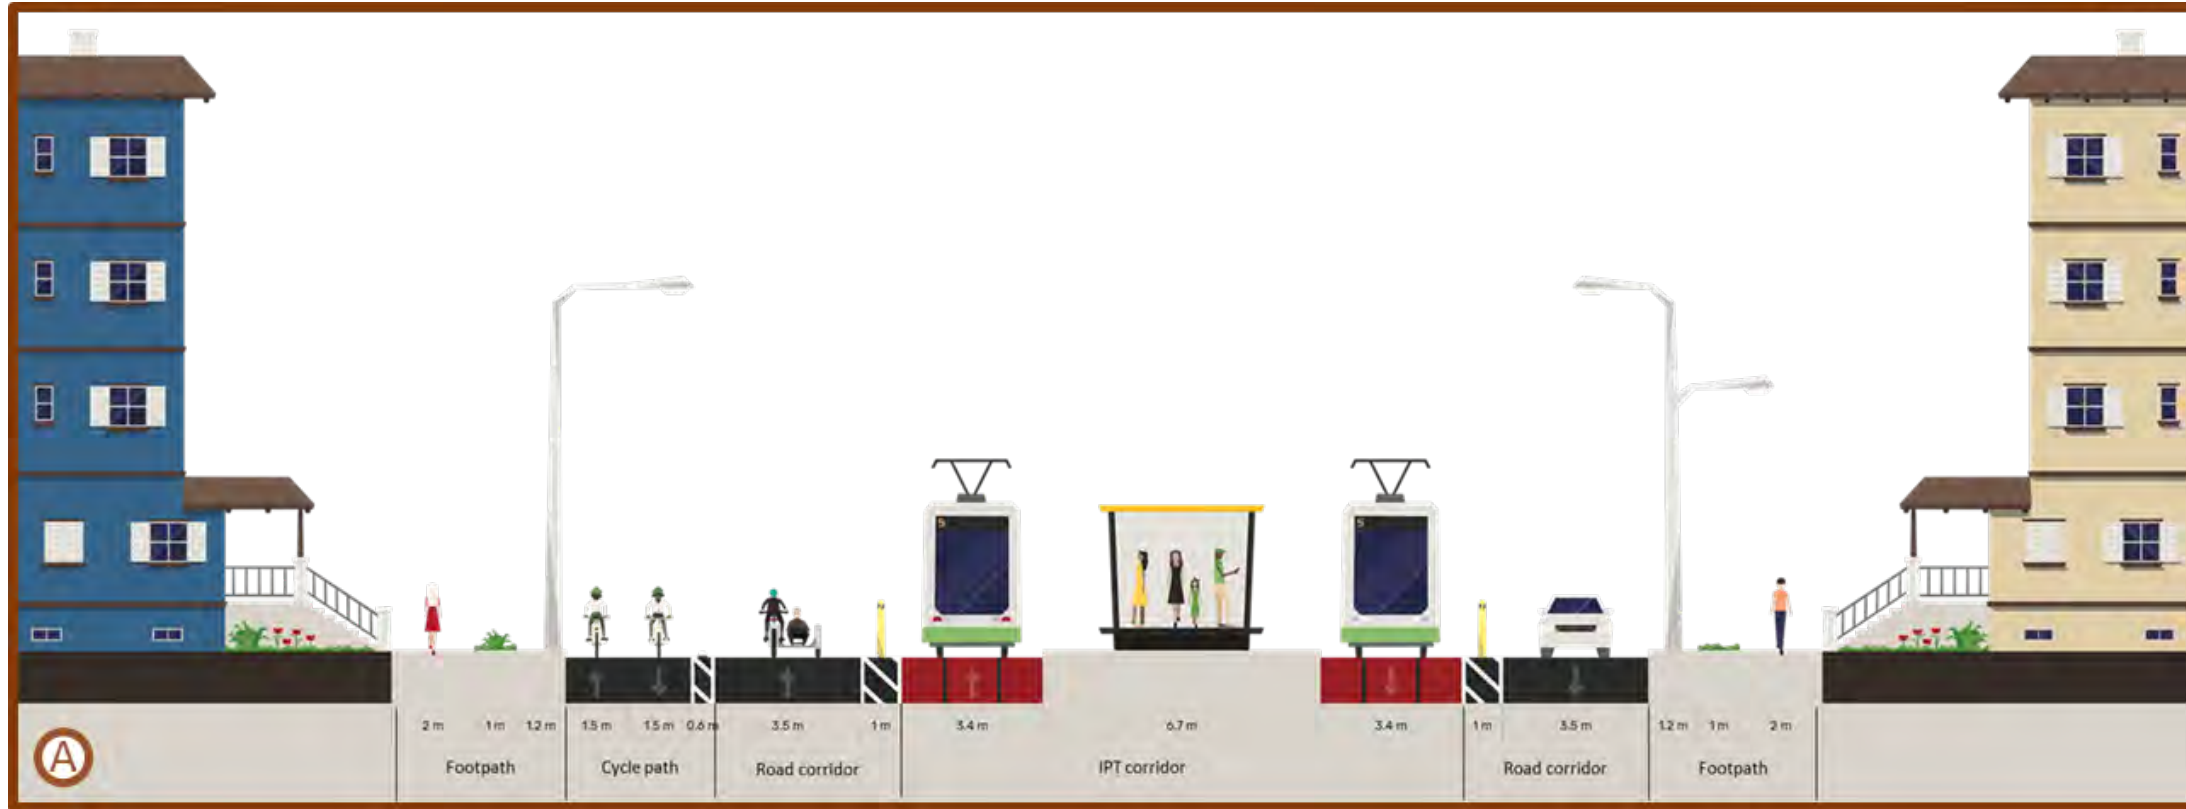 S
S
2 m 1 m 1.2 m 1.5 m 1.5 m 0.6 m 3.5 m 1 m 3.4 m 6.7 m 3.4 m 1 m 3.5 m 1.2 m 1 m 2 m
A
Footpath Cycle path Road corridor IPT corridor Road corridor Footpath